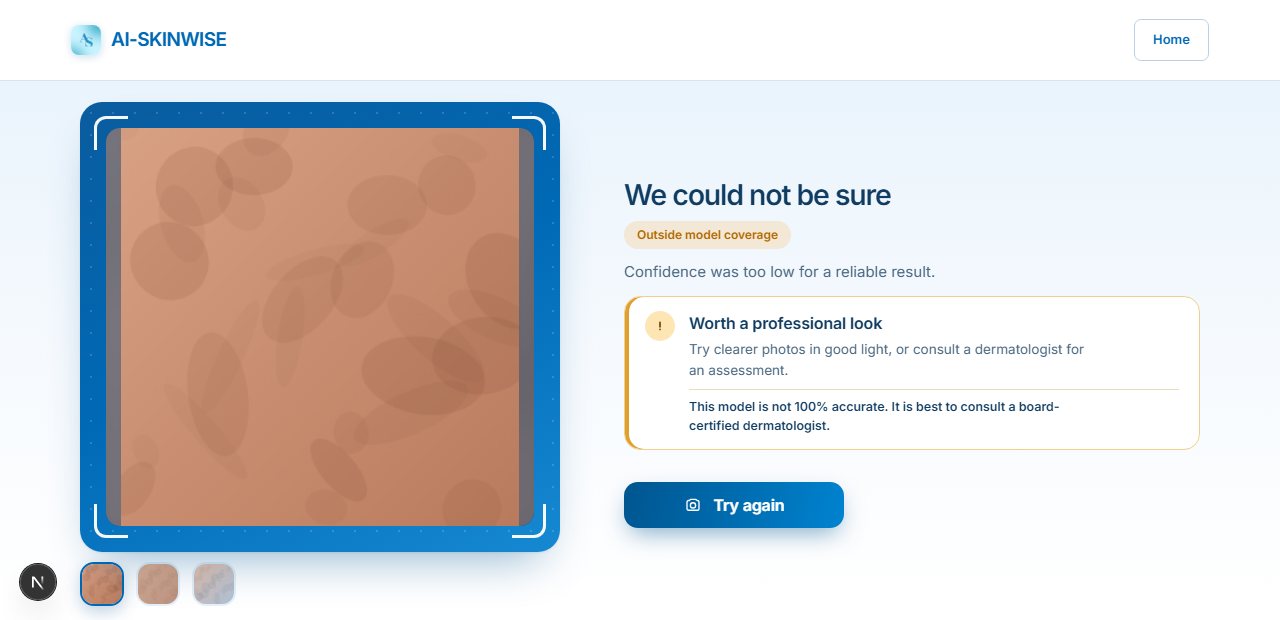 AI-SKINWISE
Home
We could not be sure
Outside model coverage
Confidence was too low for a reliable result.
!
Worth a professional look
Try clearer photos in good light, or consult a dermatologist for
an assessment.
This model is not 100% accurate. It is best to consult a board-
certified dermatologist.
Try again
N